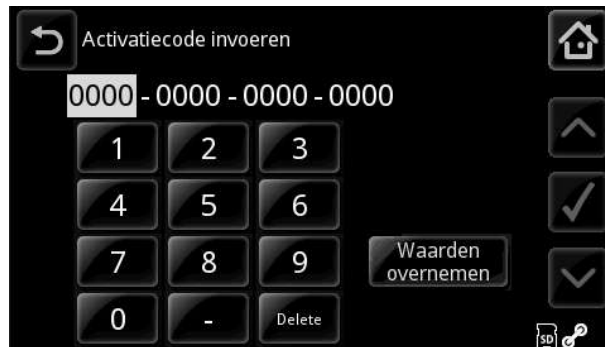 Activatiecode invoeren
0000 - 0000 - 0000 - 0000
1 2 3
4 5 6
7 8 9
Waarden
overnemen
0 - Delete
SD